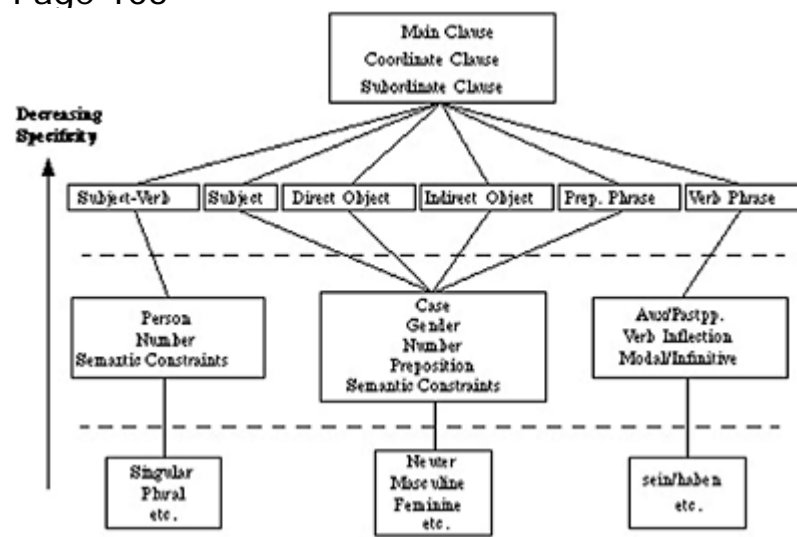 Main Clause
Coordinate Clause
Subordinate Clause
Decreasing
Specificity
Subject-Verb
Subject
Direct Object
Indirect Object
Prep. Phrase
Verb Phrase
Person
Number
Semantic Constraints
Case
Gender
Number
Preposition
Semantic Constraints
Aux/Pastpp.
Verb Inflection
Modal/Infinitive
Singular
Plural
etc.
Neuter
Masculine
Feminine
etc.
sein/haben
etc.